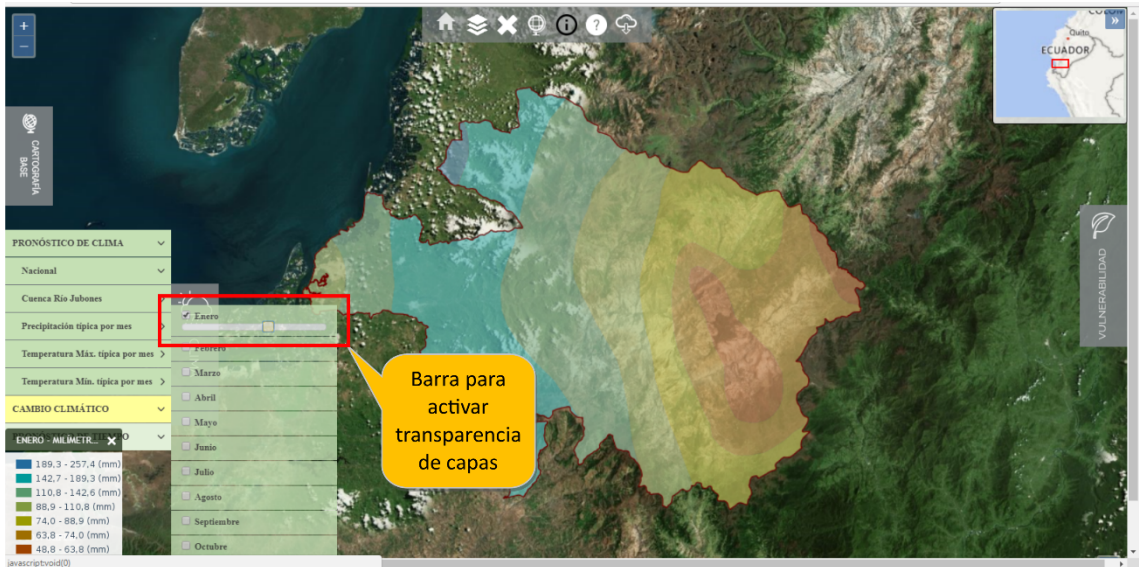 +
−
i
?
»
Quito
ECUADOR
CARTOGRAFÍA
BASE
VULNERABILIDAD
PRONÓSTICO DE CLIMA
Nacional
Cuenca Río Jubones
Precipitación típica por mes
Temperatura Máx. típica por mes
Temperatura Mín. típica por mes
CAMBIO CLIMÁTICO
ENERO - MILÍMETR... X
189,3 - 257,4 (mm)
142,7 - 189,3 (mm)
110,8 - 142,6 (mm)
88,9 - 110,8 (mm)
74,0 - 88,9 (mm)
63,8 - 74,0 (mm)
48,8 - 63,8 (mm)
Enero
Febrero
Marzo
Abril
Mayo
Junio
Julio
Agosto
Septiembre
Octubre
Barra para
activar
transparencia
de capas
javascript:void(0)